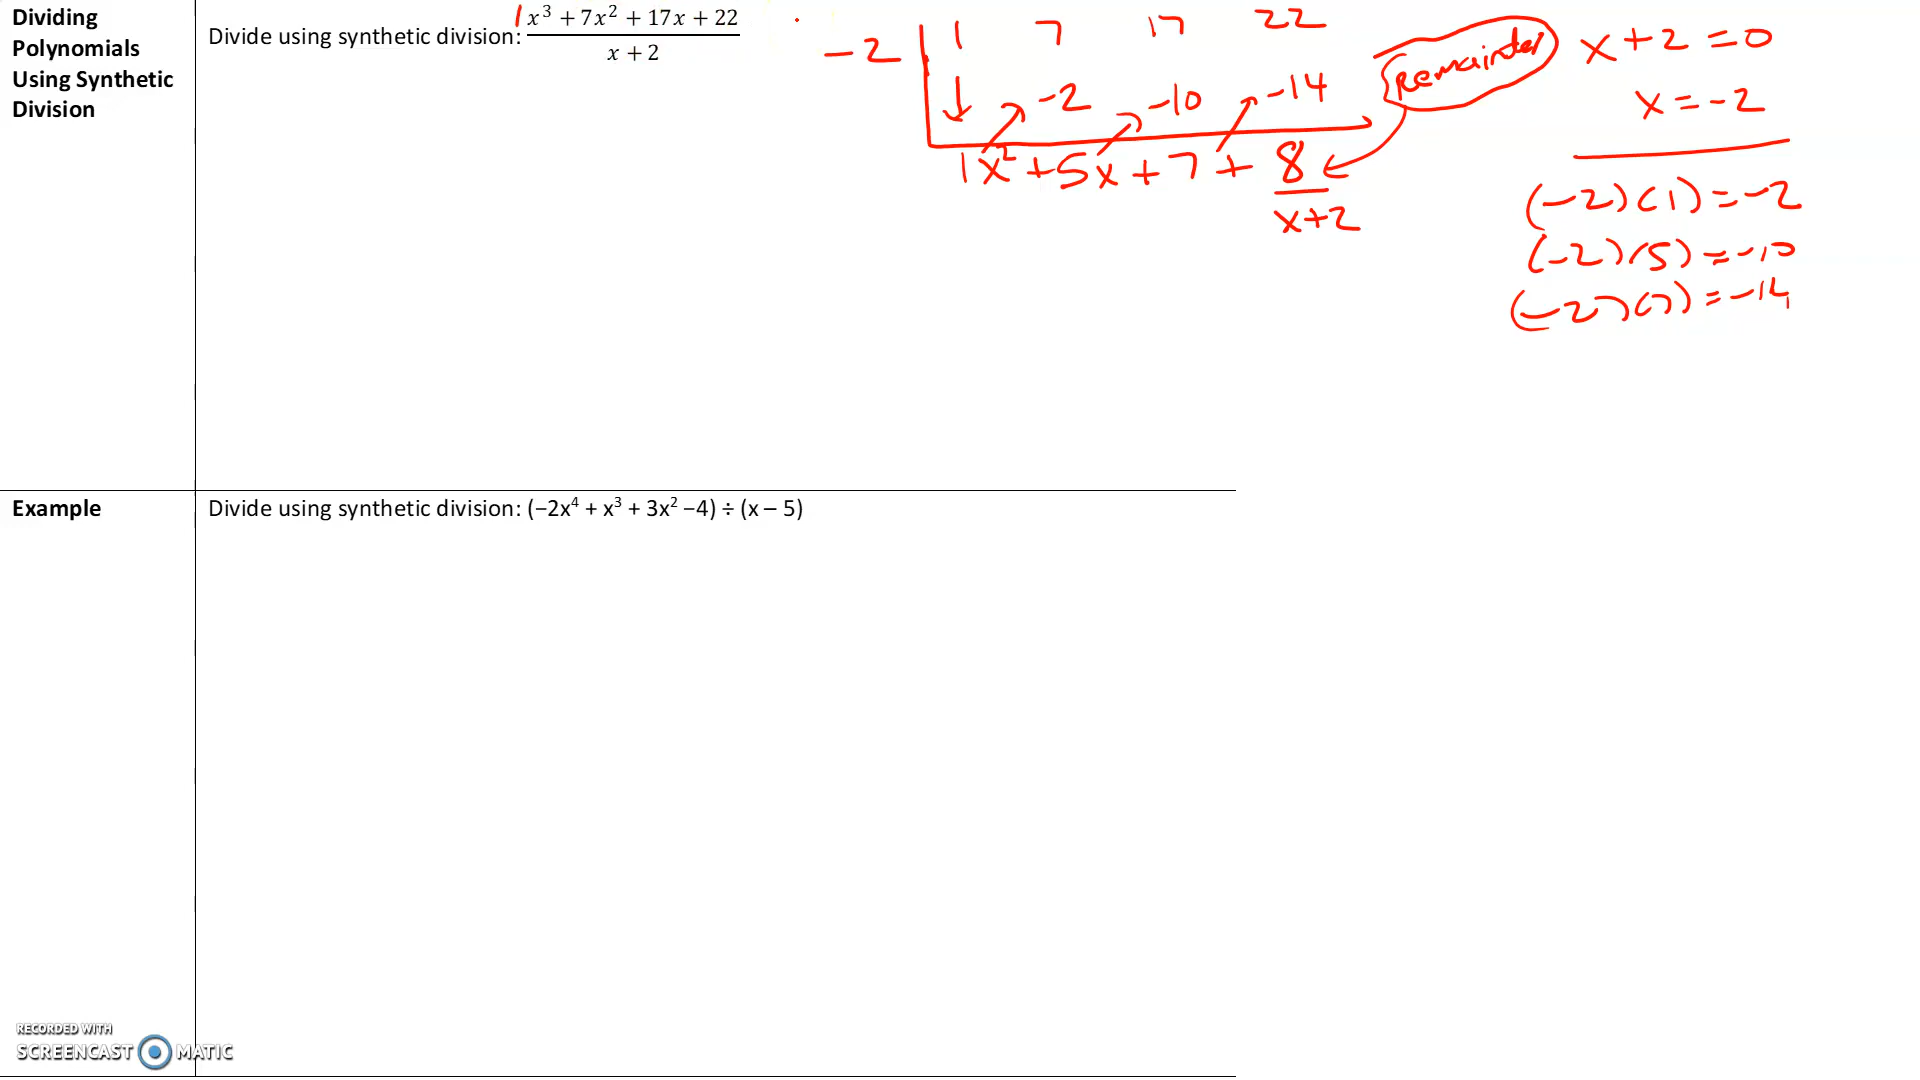 Dividing
Polynomials
Using Synthetic
Division
Divide using synthetic division: 1x³ + 7x² + 17x + 22
x + 2
-2 1 7 17 22
-2 -10 -14
1x² + 5x + 7 + 8
x+2
Remainder
x + 2 = 0
x = -2
(-2)(1) = -2
(-2)(5) = -10
(-2)(7) = -14
Example
Divide using synthetic division: (−2x⁴ + x³ + 3x² −4) ÷ (x – 5)
RECORDED WITH
SCREENCAST MATIC